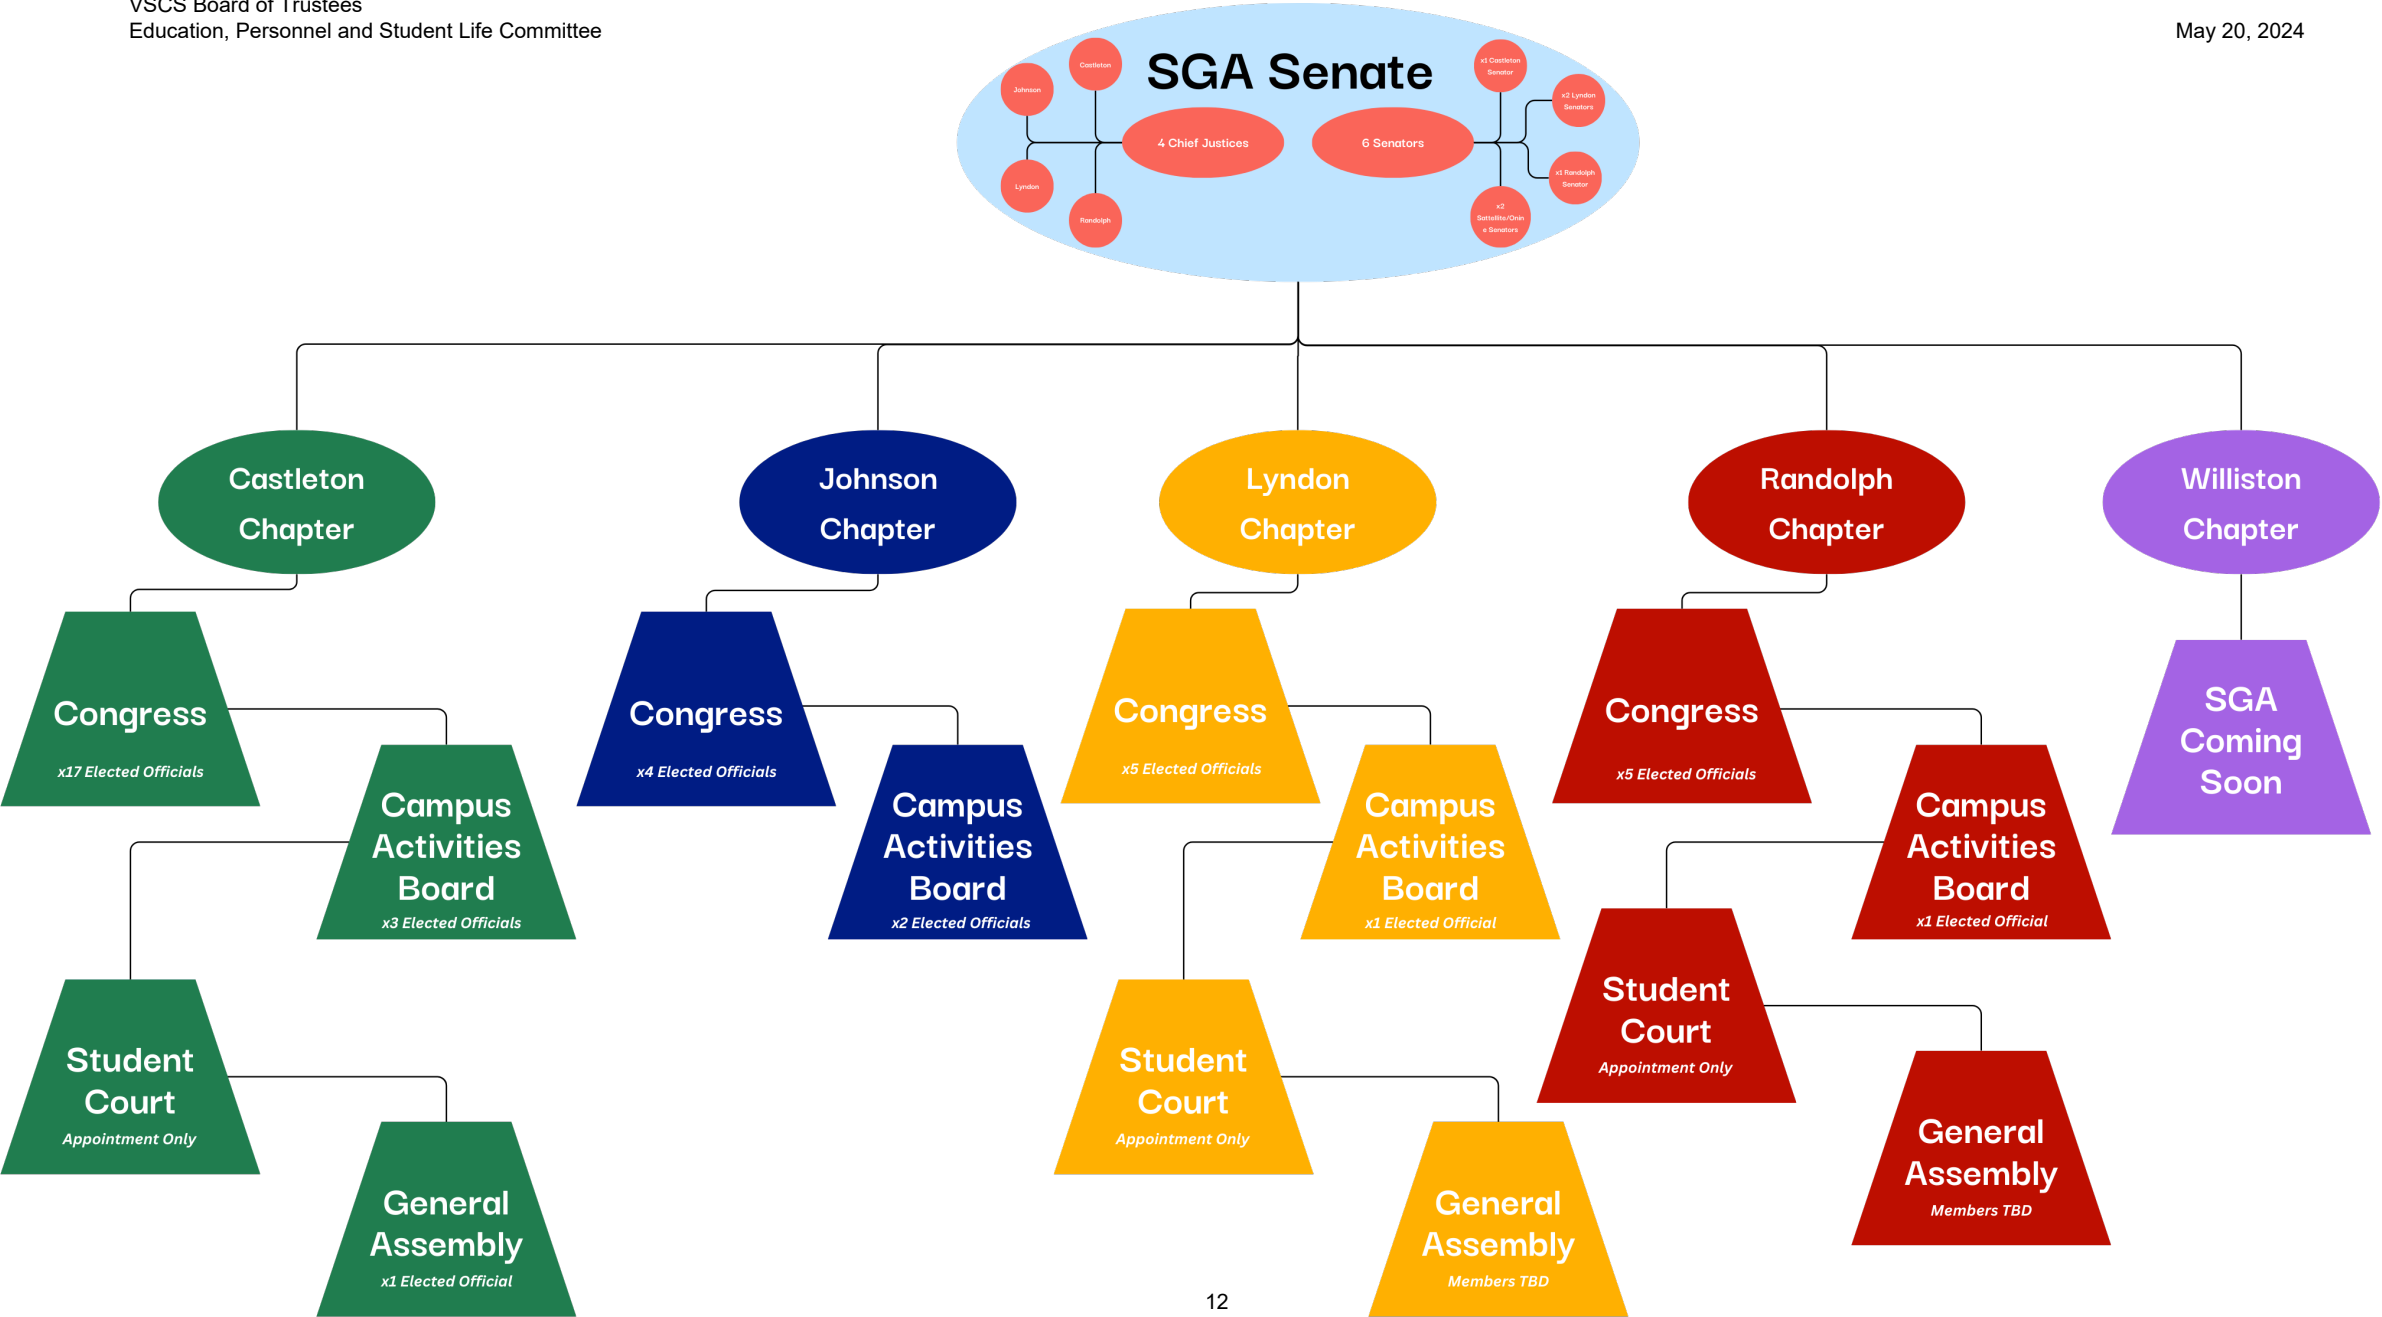 VSCS Board of Trustees
Education, Personnel and Student Life Committee
May 20, 2024
SGA Senate
Castleton
Johnson
4 Chief Justices
Lyndon
Randolph
x1 Castleton
Senator
x2 Lyndon
Senators
6 Senators
x1 Randolph
Senator
x2
Sattellite/Onin
e Senators
Castleton
Chapter
Johnson
Chapter
Lyndon
Chapter
Randolph
Chapter
Williston
Chapter
Congress
x17 Elected Officials
Campus
Activities
Board
x3 Elected Officials
Student
Court
Appointment Only
General
Assembly
x1 Elected Official
Congress
x4 Elected Officials
Campus
Activities
Board
x2 Elected Officials
Congress
x5 Elected Officials
Campus
Activities
Board
x1 Elected Official
Student
Court
Appointment Only
General
Assembly
Members TBD
Congress
x5 Elected Officials
Campus
Activities
Board
x1 Elected Official
Student
Court
Appointment Only
General
Assembly
Members TBD
SGA
Coming
Soon
12